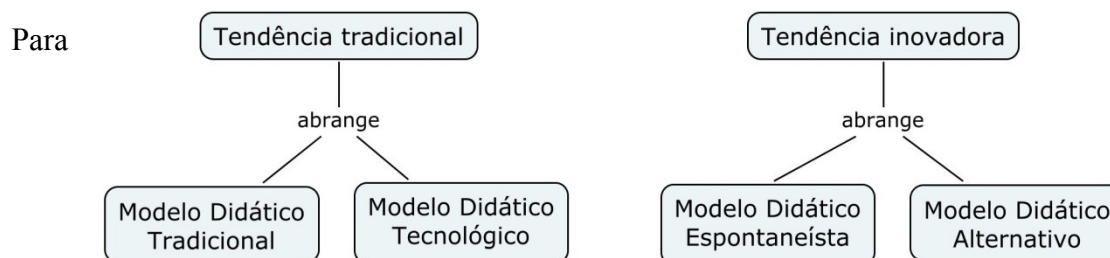 Para
Tendência tradicional
abrange
Modelo Didático
Tradicional
Modelo Didático
Tecnológico
Tendência inovadora
abrange
Modelo Didático
Espontaneísta
Modelo Didático
Alternativo